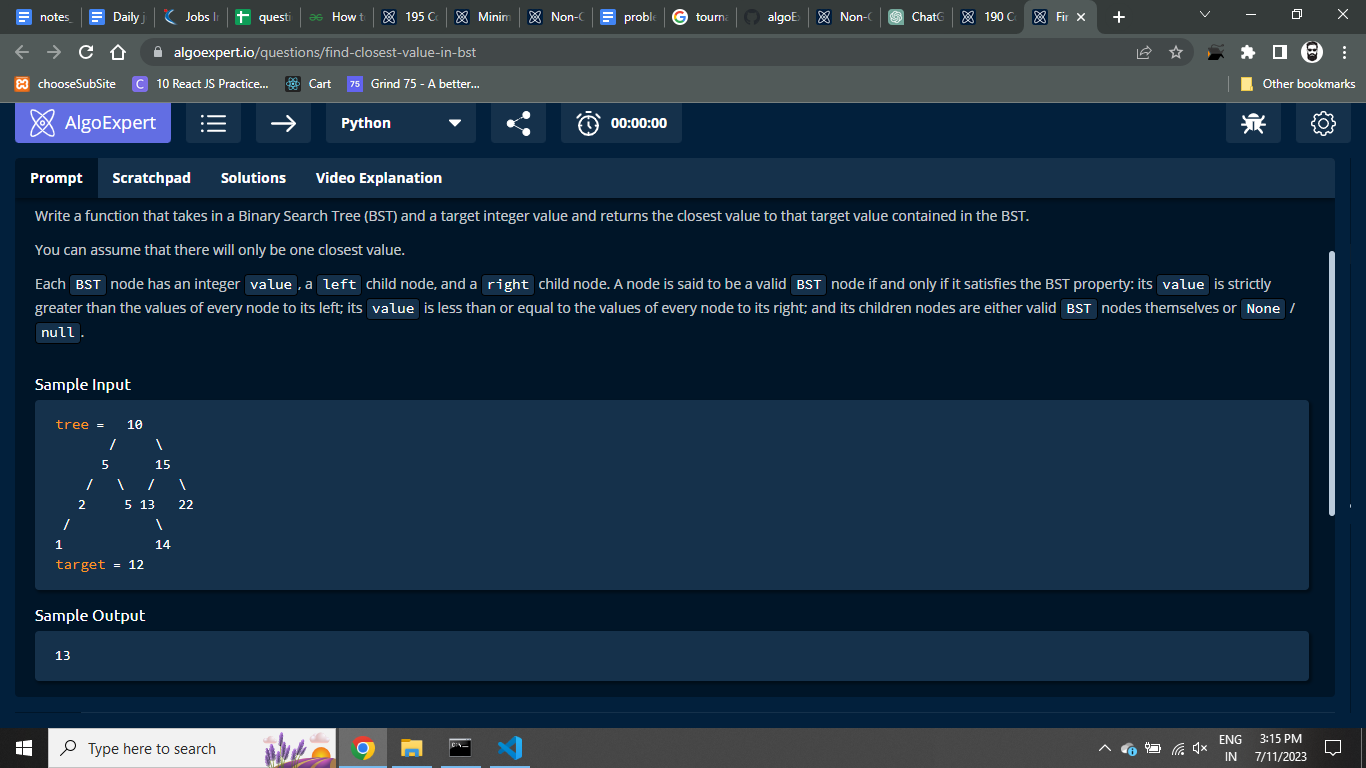 notes_
Daily j
Jobs I
questi
How t
195 C
Minim
Non-C
proble
tourn
algoE
Non-C
ChatG
190 C
Fi
algoexpert.io/questions/find-closest-value-in-bst
chooseSubSite
C
10 React JS Practice...
Cart
75
Grind 75 - A better...
Other bookmarks
AlgoExpert
Python
00:00:00
Prompt
Scratchpad
Solutions
Video Explanation
Write a function that takes in a Binary Search Tree (BST) and a target integer value and returns the closest value to that target value contained in the BST.
You can assume that there will only be one closest value.
Each BST node has an integer value, a left child node, and a right child node. A node is said to be a valid BST node if and only if it satisfies the BST property: its value is strictly
greater than the values of every node to its left; its value is less than or equal to the values of every node to its right; and its children nodes are either valid BST nodes themselves or None /
null.
Sample Input
tree =   10
       /     \
      5      15
    /   \   /   \
   2     5 13   22
 /           \
1            14
target = 12
Sample Output
13
Type here to search
ENG
IN
3:15 PM
7/11/2023